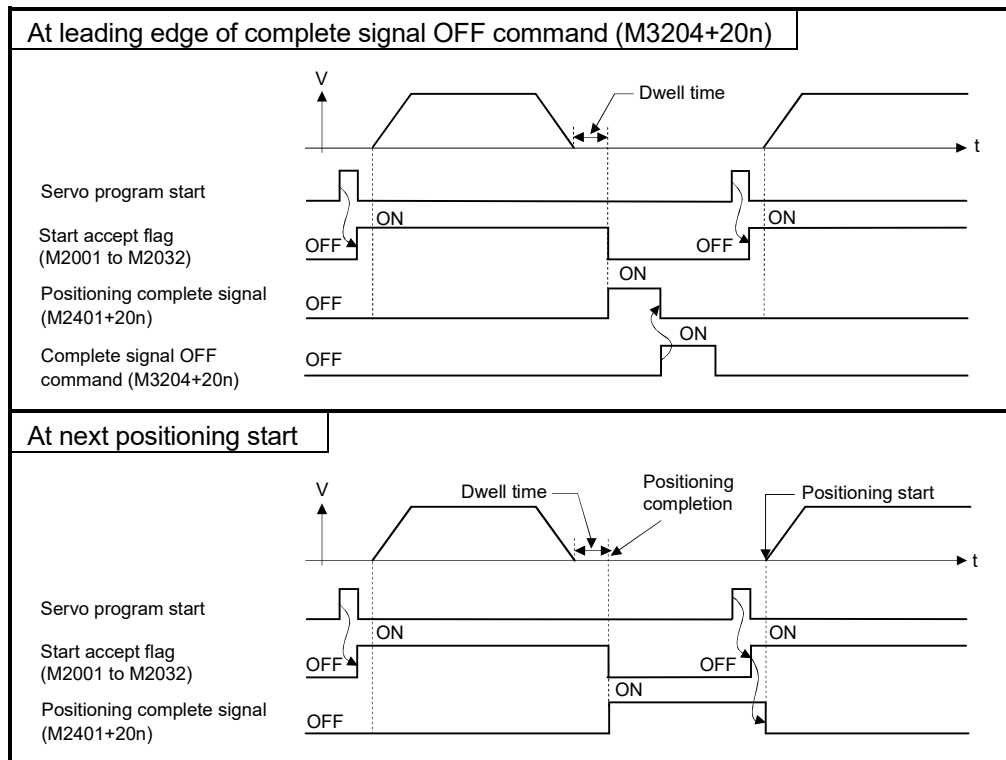 At leading edge of complete signal OFF command (M3204+20n)
V
Dwell time
t
Servo program start
ON
ON
Start accept flag
(M2001 to M2032)
OFF
OFF
ON
Positioning complete signal
(M2401+20n)
OFF
ON
Complete signal OFF
command (M3204+20n)
OFF
At next positioning start
V
Dwell time
Positioning
completion
Positioning start
t
Servo program start
ON
ON
Start accept flag
(M2001 to M2032)
OFF
OFF
ON
Positioning complete signal
(M2401+20n)
OFF